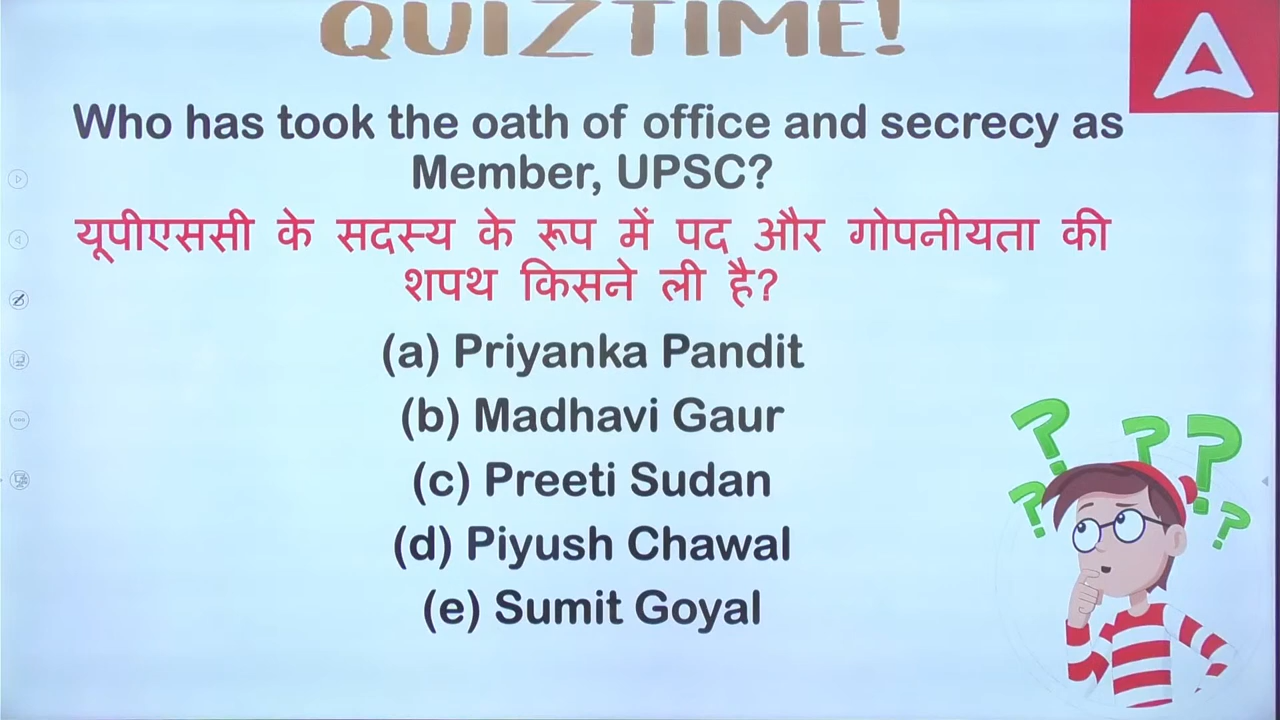 QUIZTIME!
Who has took the oath of office and secrecy as
Member, UPSC?
यूपीएससी के सदस्य के रूप में पद और गोपनीयता की
शपथ किसने ली है?
(a) Priyanka Pandit
(b) Madhavi Gaur
(c) Preeti Sudan
(d) Piyush Chawal
(e) Sumit Goyal